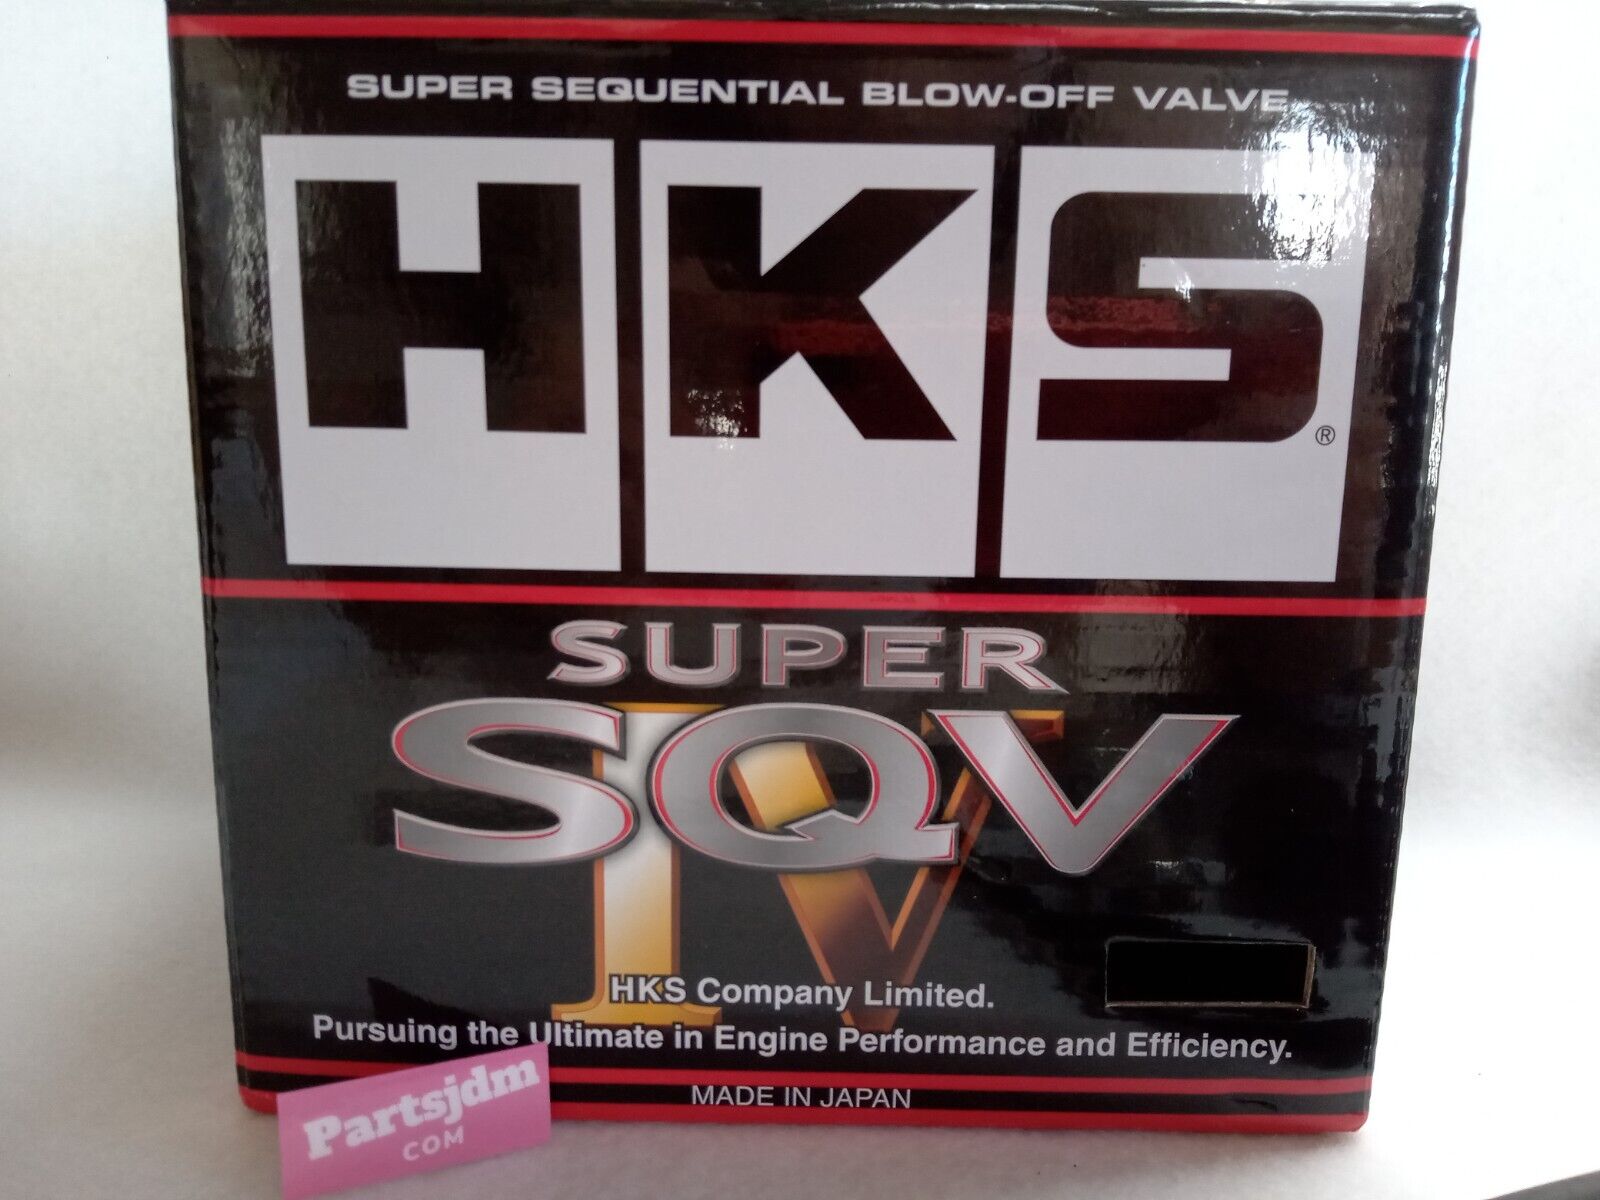 SUPER SEQUENTIAL BLOW-OFF VALVE
HKS®
SUPER
SQV
IV
HKS Company Limited.
Pursuing the Ultimate in Engine Performance and Efficiency.
MADE IN JAPAN
Partsjdm
COM